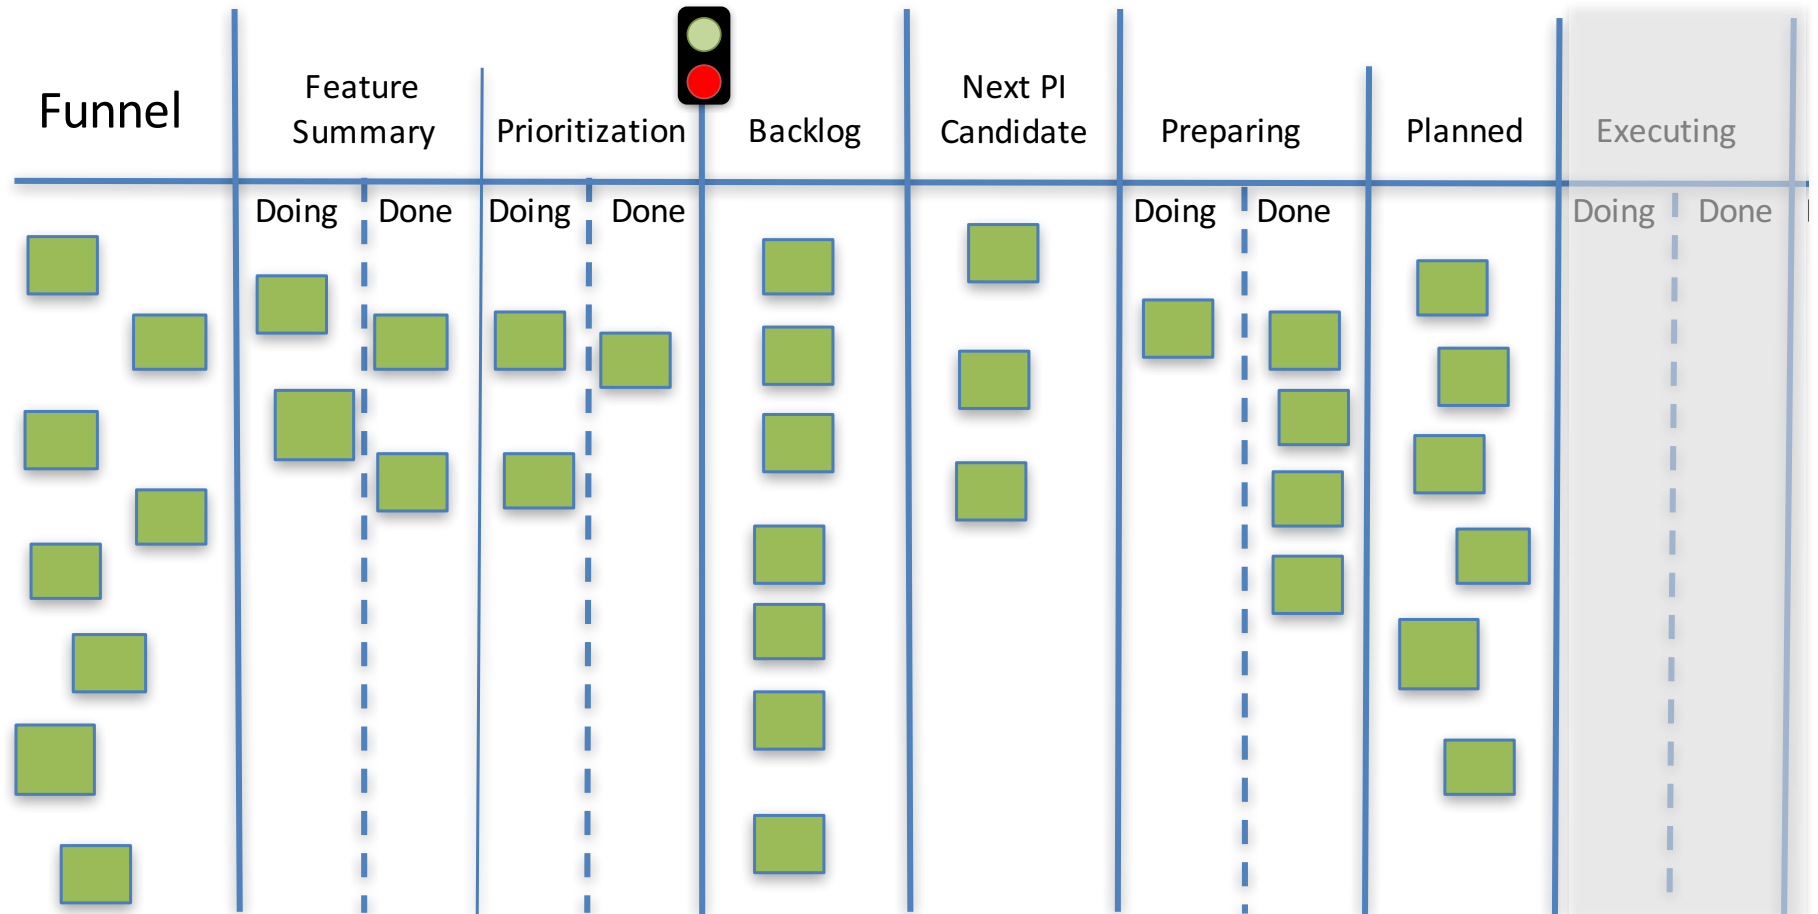 Funnel
Feature
Summary
Prioritization
Backlog
Next PI
Candidate
Preparing
Planned
Executing
Doing
Done
Doing
Done
Doing
Done
Doing
Done